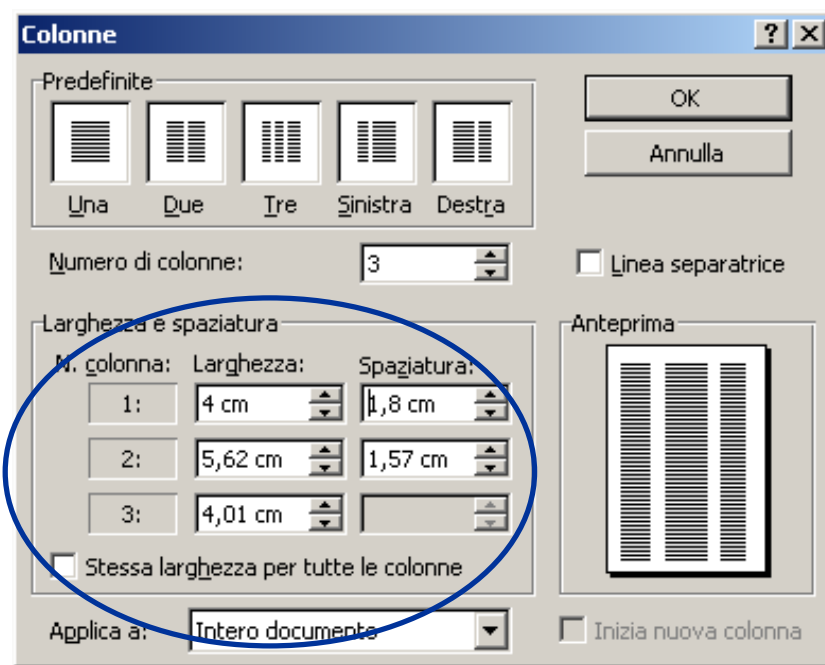 Colonne
Predefinite
OK
Annulla
Una Due Tre Sinistra Destra
Numero di colonne: 3
Linea separatrice
Larghezza e spaziatura
Anteprima
N. colonna: Larghezza: Spaziatura:
1: 4 cm 1,8 cm
2: 5,62 cm 1,57 cm
3: 4,01 cm
Stessa larghezza per tutte le colonne
Applica a: Intero documento
Inizia nuova colonna